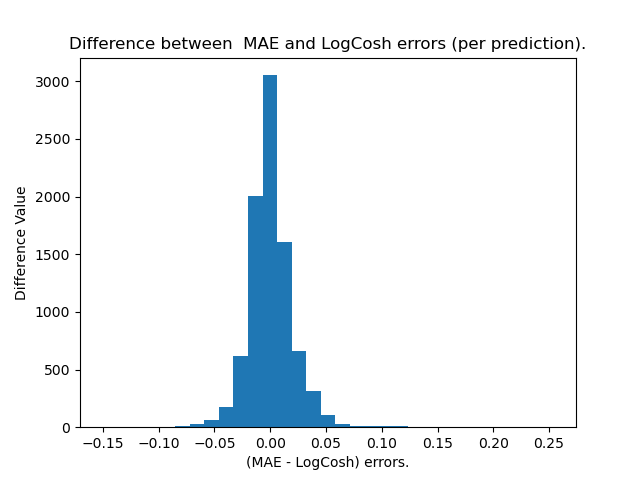 Difference between  MAE and LogCosh errors (per prediction).
3000
2500
2000
1500
1000
500
0
Difference Value
−0.15 −0.10 −0.05 0.00 0.05 0.10 0.15 0.20 0.25
(MAE - LogCosh) errors.